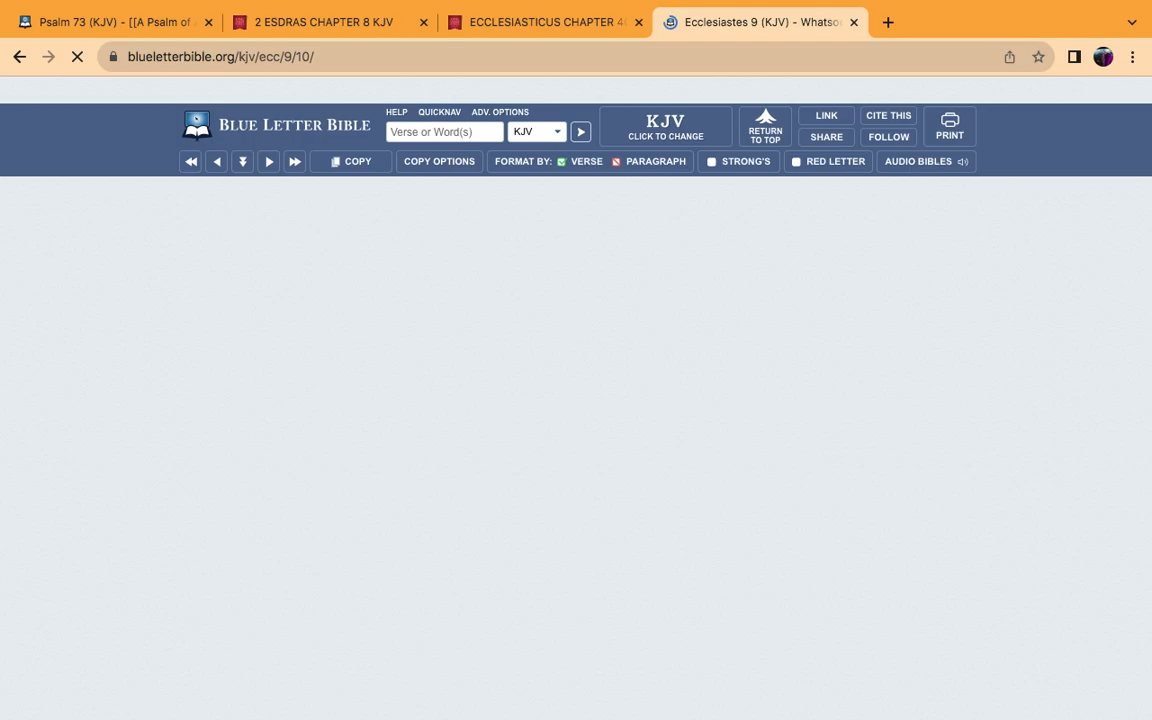 Psalm 73 (KJV) - [[A Psalm of
2 ESDRAS CHAPTER 8 KJV
ECCLESIASTICUS CHAPTER
Ecclesiastes 9 (KJV) - Whatso
blueletterbible.org/kjv/ecc/9/10/
HELP QUICKNAV ADV. OPTIONS
BLUE LETTER BIBLE
Verse or Word(s)
KJV
KJV
CLICK TO CHANGE
RETURN
TO TOP
LINK
CITE THIS
SHARE
FOLLOW
PRINT
COPY
COPY OPTIONS
FORMAT BY: VERSE PARAGRAPH
STRONG'S
RED LETTER
AUDIO BIBLES